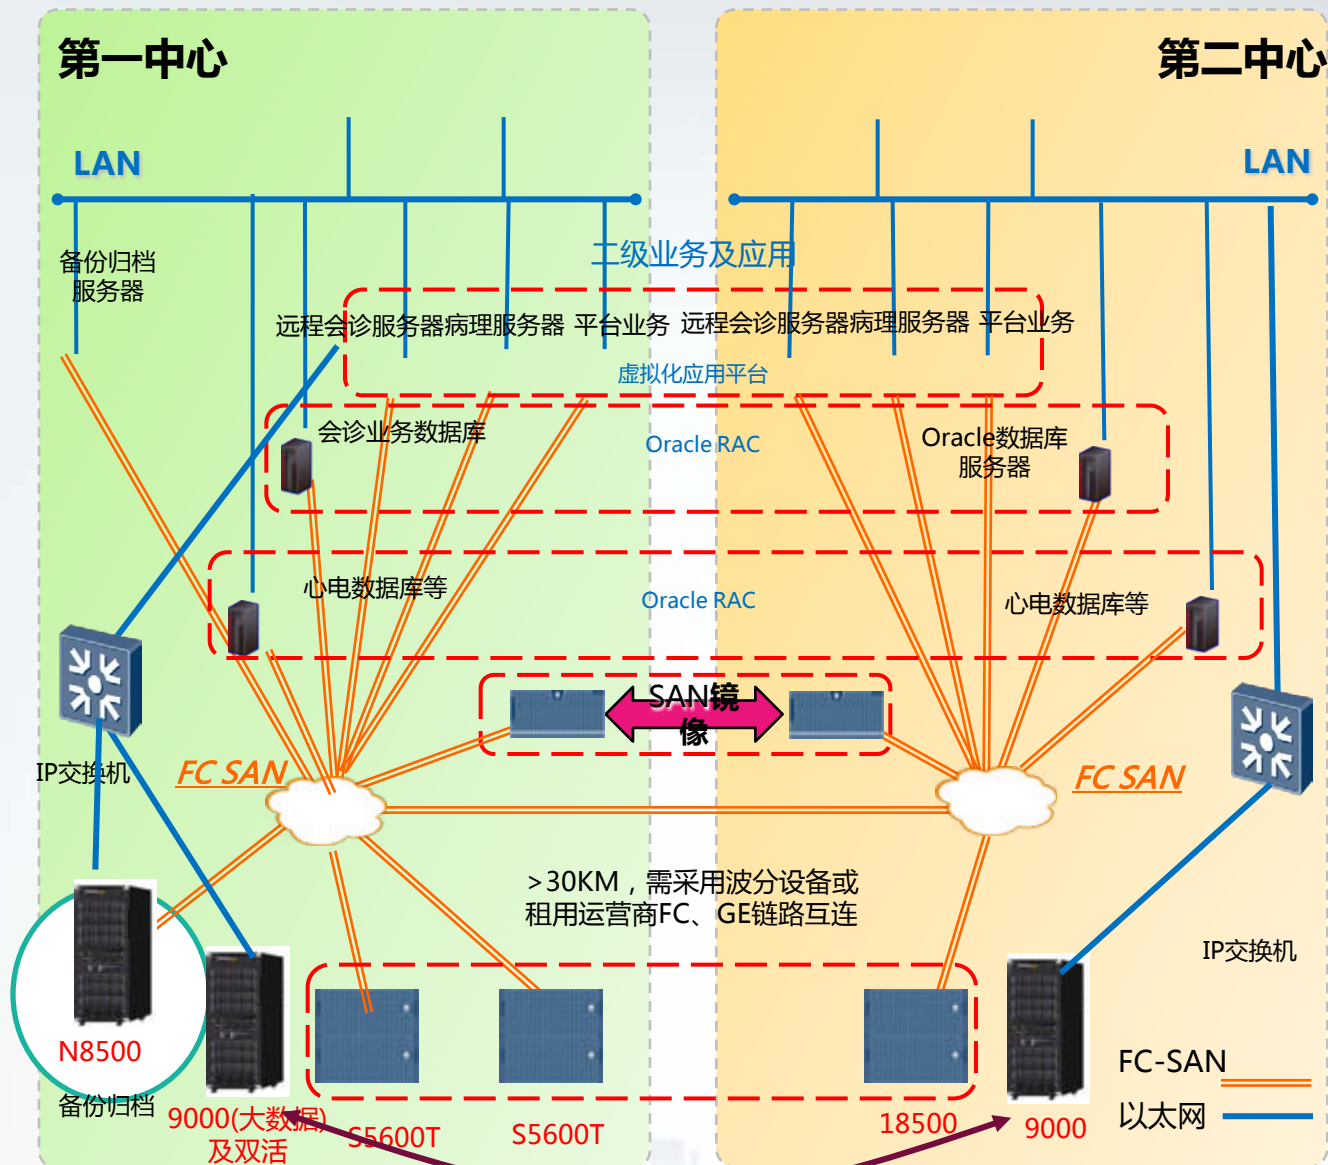 第一中心
第二中心
LAN
LAN
备份归档
服务器
二级业务及应用
远程会诊服务器
病理服务器
平台业务
远程会诊服务器
病理服务器
平台业务
虚拟化应用平台
会诊业务数据库
Oracle RAC
Oracle数据库
服务器
心电数据库等
Oracle RAC
心电数据库等
SAN镜
像
IP交换机
FC SAN
FC SAN
>30KM，需采用波分设备或
租用运营商FC、GE链路互连
IP交换机
N8500
备份归档
9000(大数据)
及双活
S5600T
S5600T
18500
9000
FC-SAN
以太网